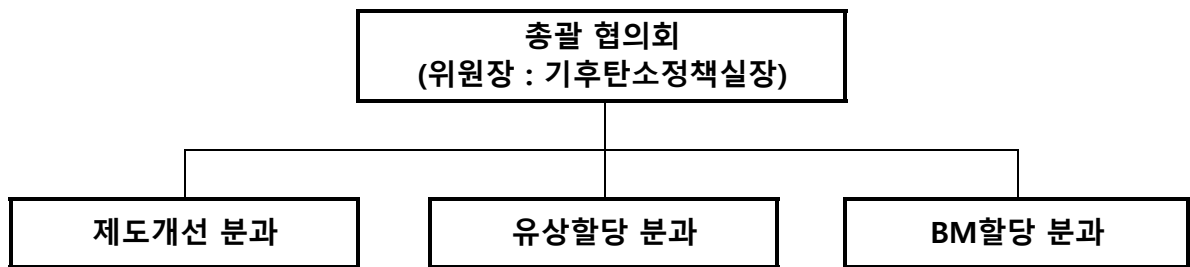 총괄 협의회
(위원장 : 기후탄소정책실장)
제도개선 분과
유상할당 분과
BM할당 분과